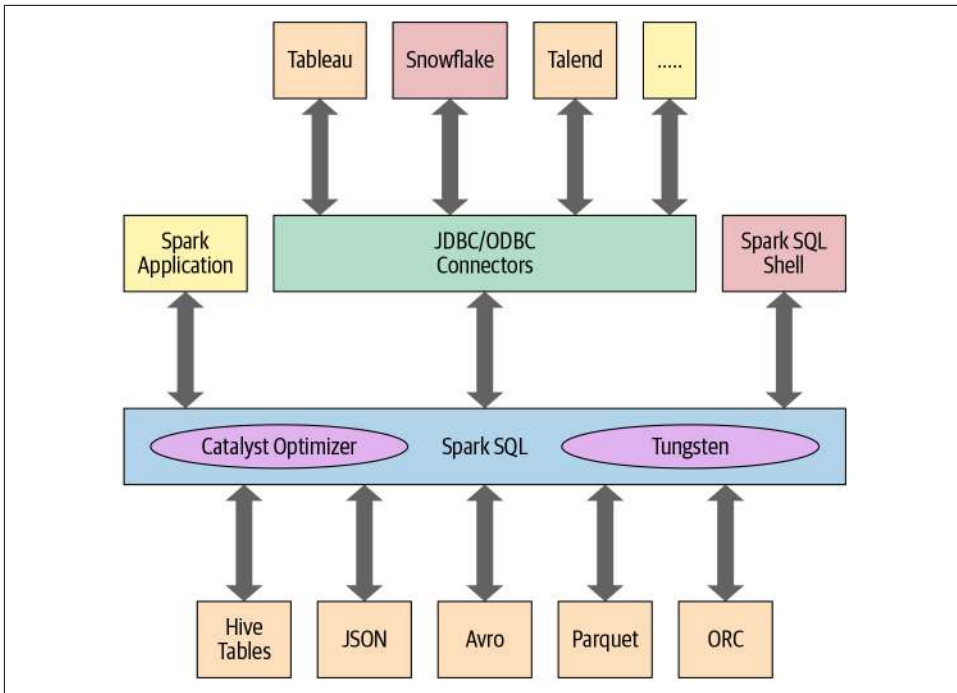 Tableau
Snowflake
Talend
.....
Spark
Application
JDBC/ODBC
Connectors
Spark SQL
Shell
Catalyst Optimizer
Spark SQL
Tungsten
Hive
Tables
JSON
Avro
Parquet
ORC